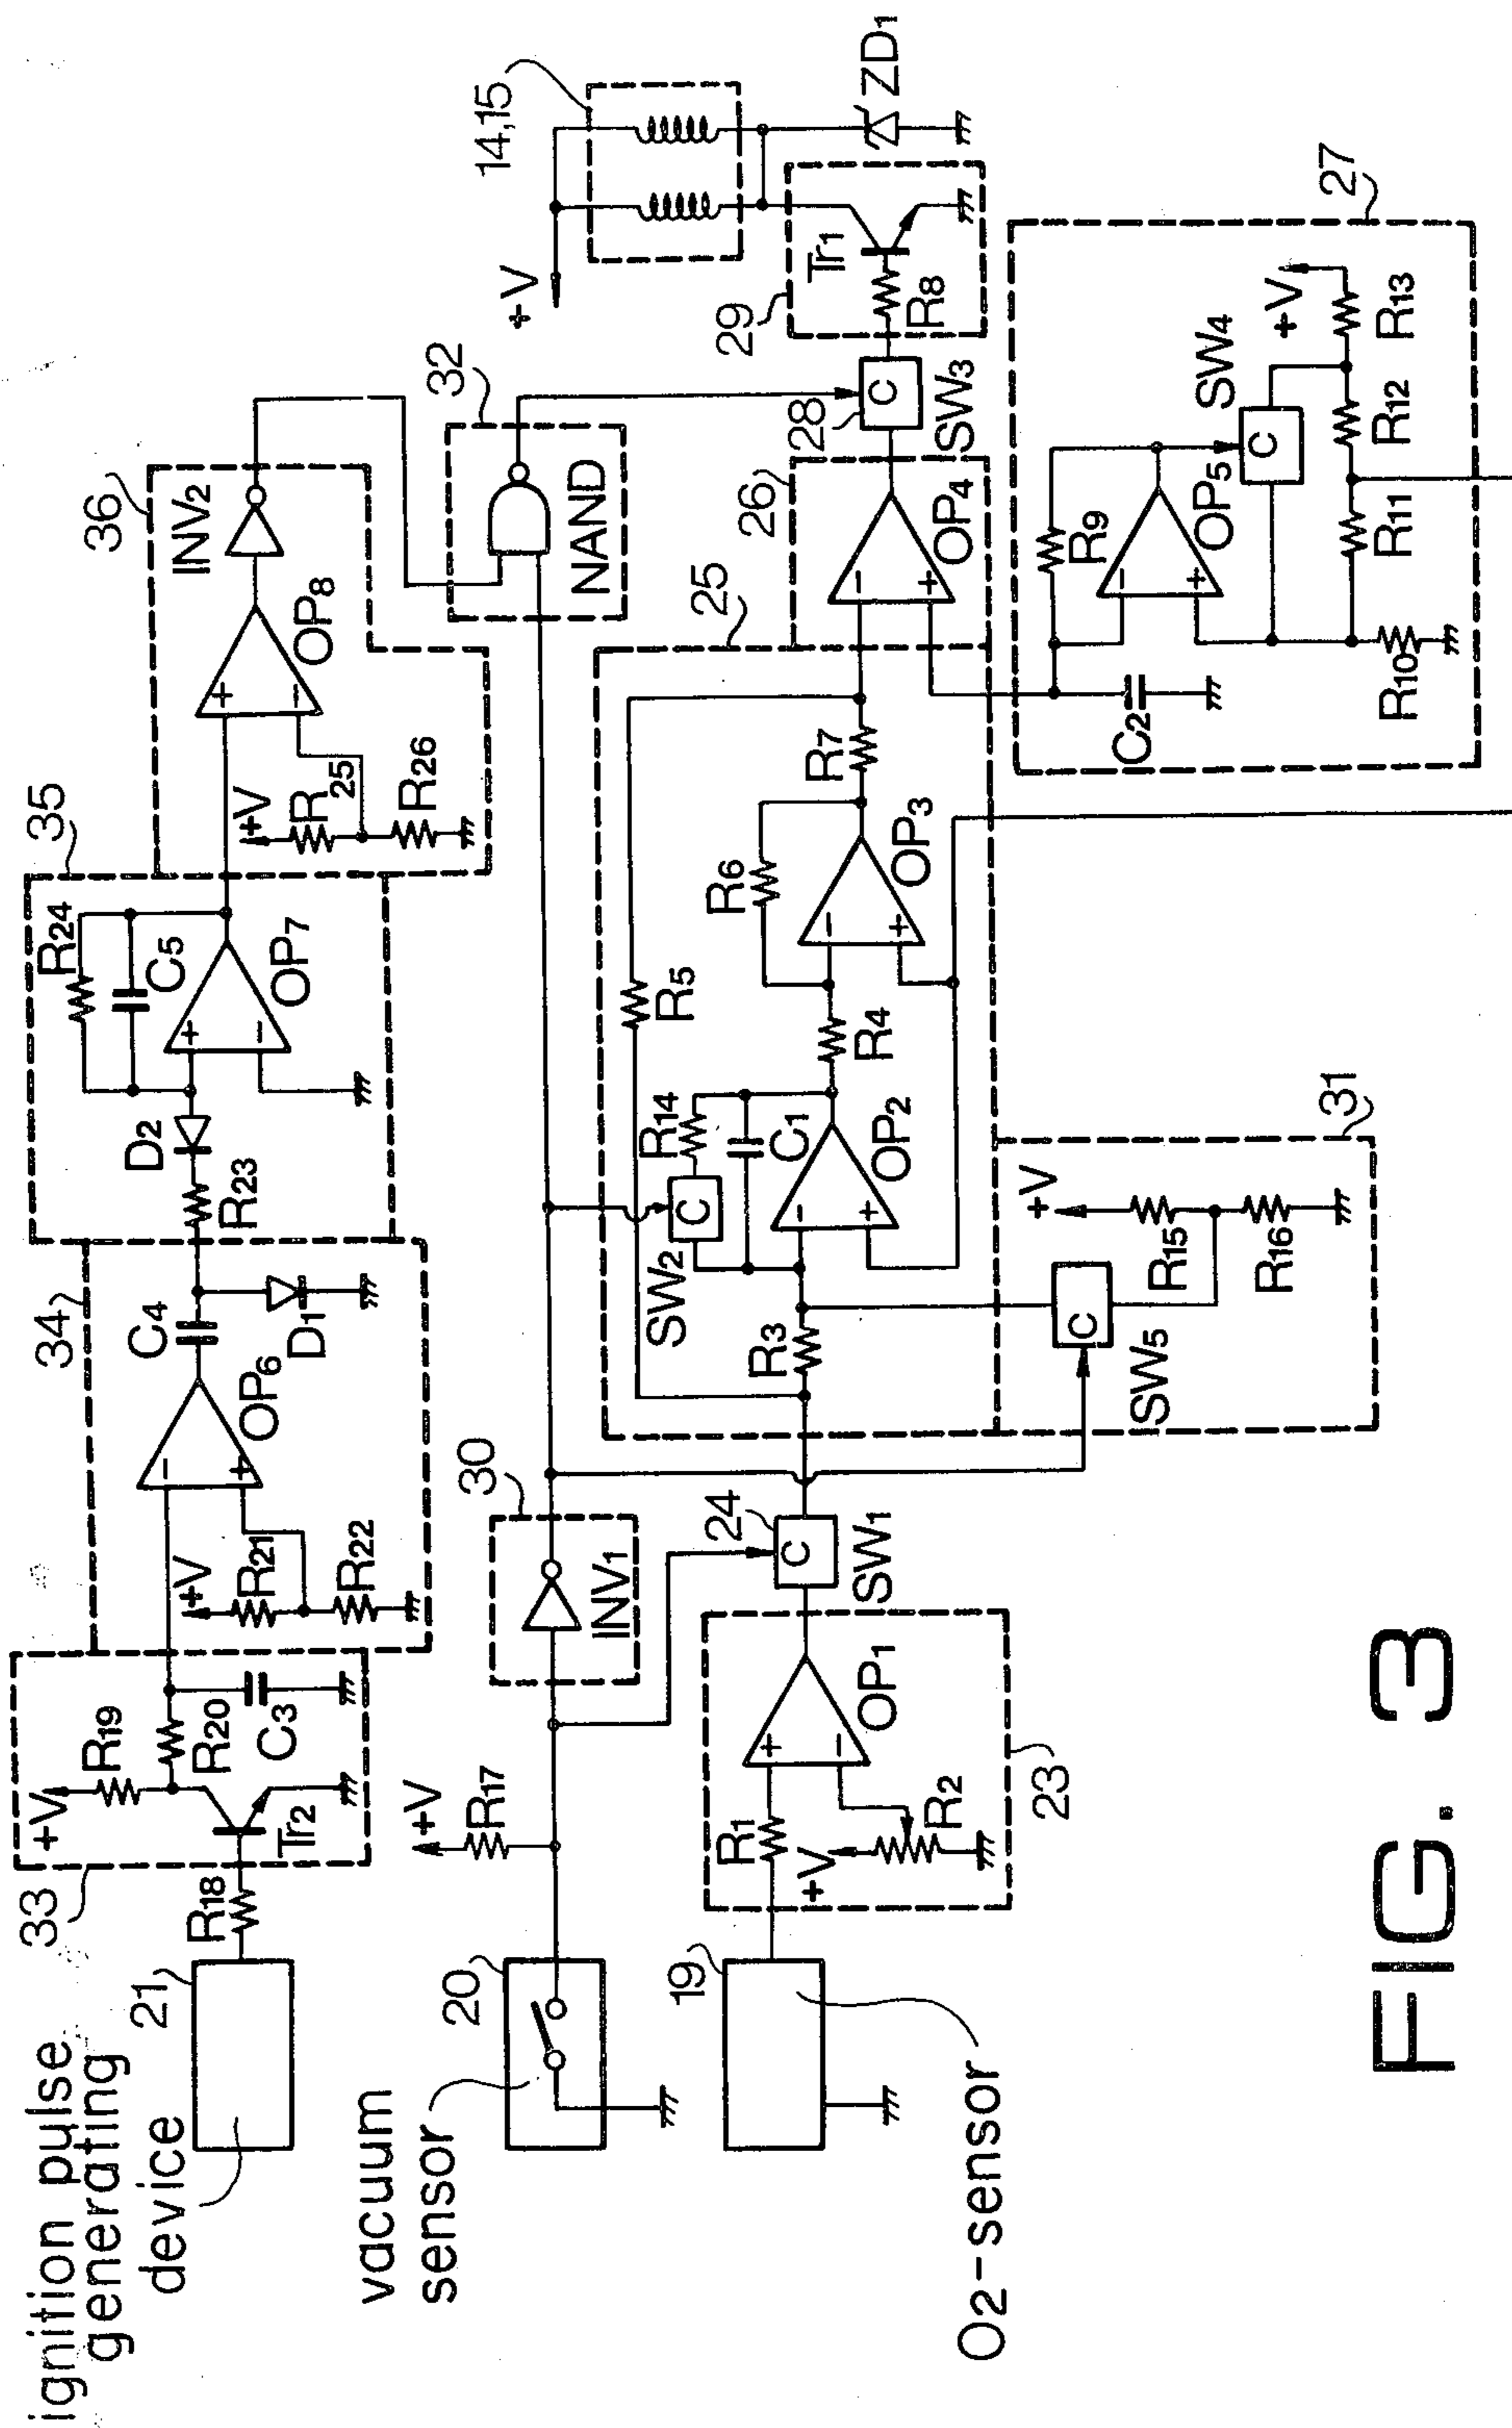 ignition pulse
generating
device
21
R18
33
+V
R19
Tr2
R20
C3
34
+V
R21
R22
OP6
C4
D1
35
R23
D2
R24
C5
OP7
36
+V
R25
R26
OP8
INV2
vacuum
sensor
20
+V
R17
30
INV1
32
NAND
14,15
+V
ZD1
O2-sensor
19
23
R1
+V
R2
OP1
24
C
SW1
25
R3
SW2
C
R14
C1
OP2
R4
R5
R6
OP3
R7
26
OP4
28
C
SW3
29
R8
Tr1
31
C
SW5
+V
R15
R16
27
C2
R9
OP5
C
SW4
R10
R11
R12
R13
+V
FIG. 3